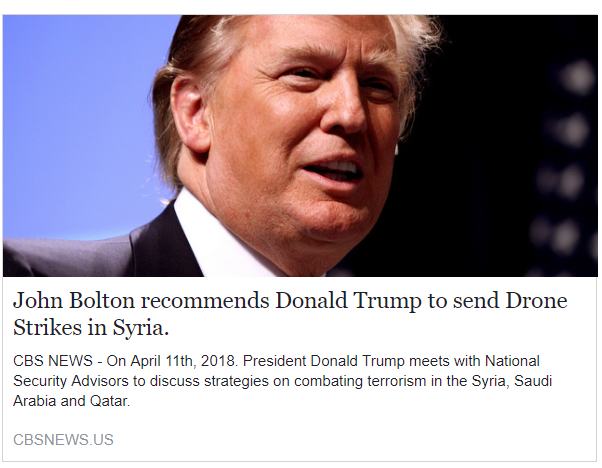 John Bolton recommends Donald Trump to send Drone
Strikes in Syria.
CBS NEWS - On April 11th, 2018. President Donald Trump meets with National
Security Advisors to discuss strategies on combating terrorism in the Syria, Saudi
Arabia and Qatar.
CBSNEWS.US